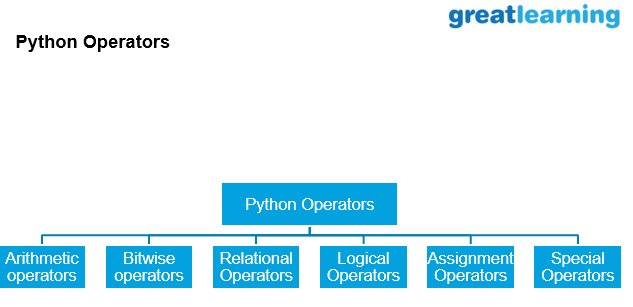 greatlearning
Python Operators
Python Operators
Arithmetic
operators
Bitwise
operators
Relational
Operators
Logical
Operators
Assignment
Operators
Special
Operators